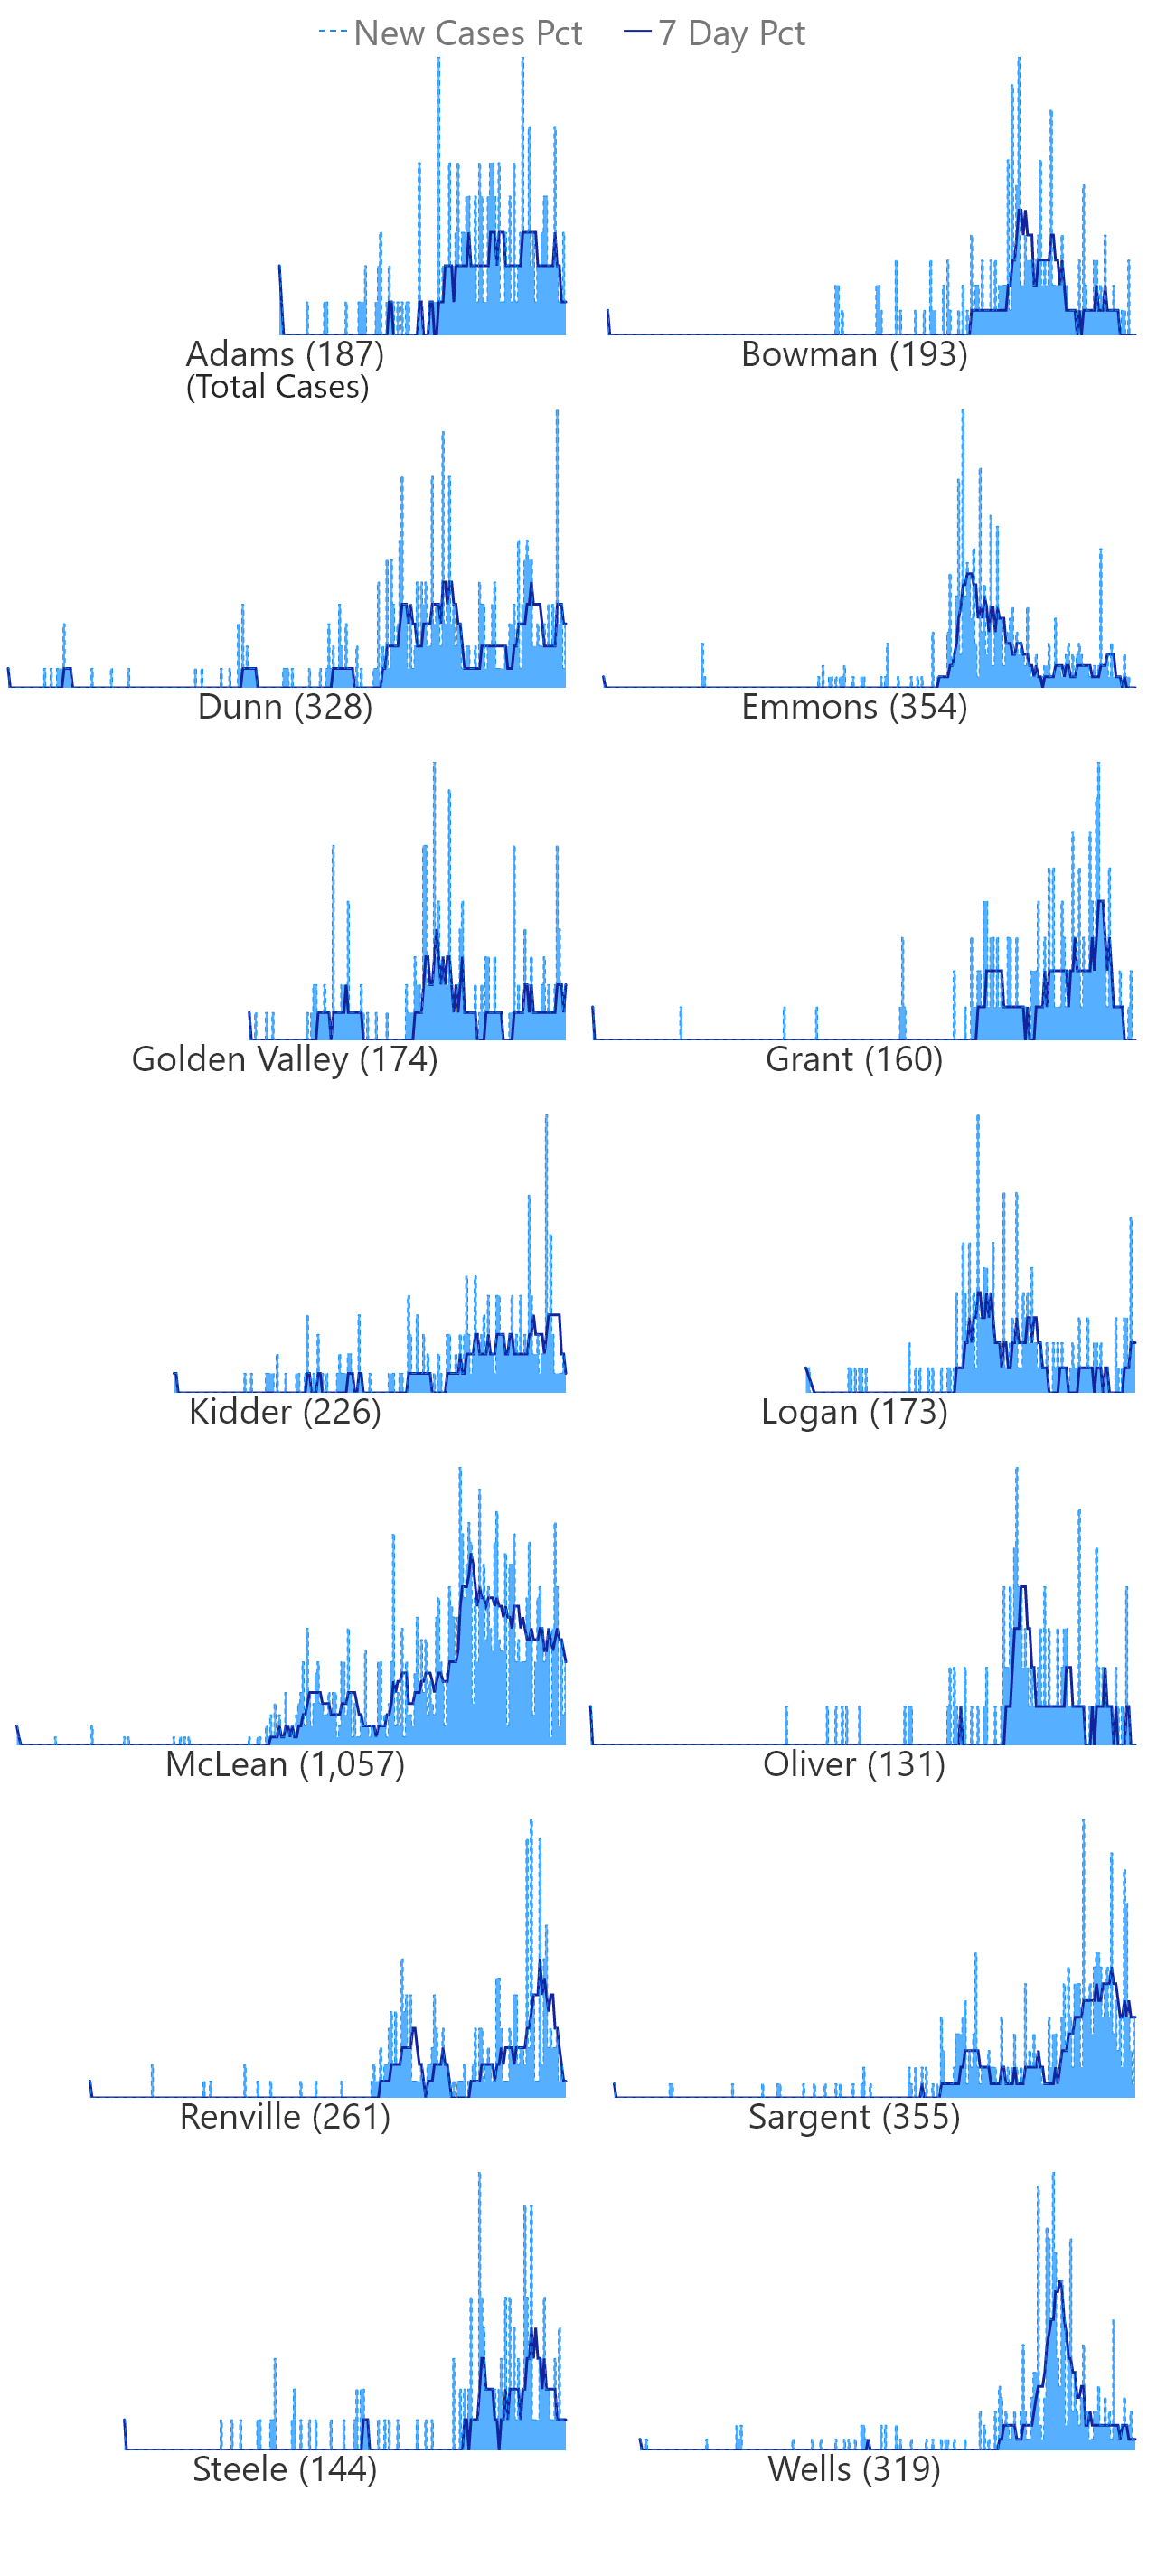 New Cases Pct 7 Day Pct
Adams (187)
(Total Cases)
Bowman (193)
Dunn (328)
Emmons (354)
Golden Valley (174)
Grant (160)
Kidder (226)
Logan (173)
McLean (1,057)
Oliver (131)
Renville (261)
Sargent (355)
Steele (144)
Wells (319)